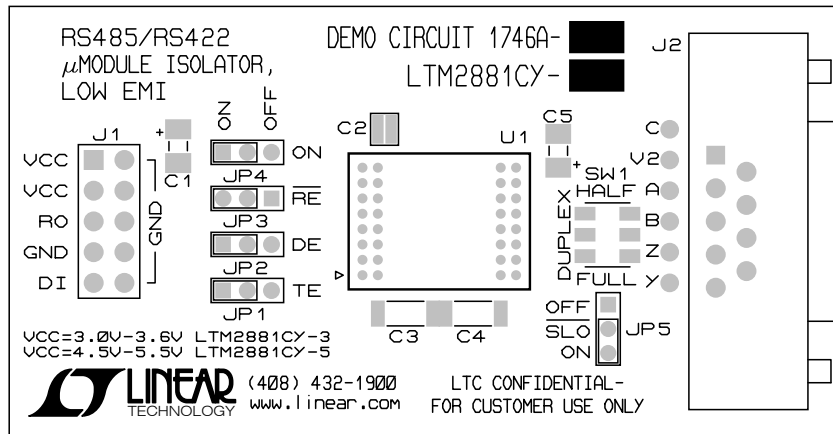 RS485/RS422
µMODULE ISOLATOR,
LOW EMI
DEMO CIRCUIT 1746A-
LTM2881CY-
J2
J1
+
C1
ON
OFF
C2
U1
C5
+
VCC
VCC
RO
GND
DI
GND
ON
JP4
RE
JP3
DE
JP2
TE
JP1
SW1
HALF
DUPLEX
FULL
C
V2
A
B
Z
Y
C3
C4
OFF
SLO
ON
JP5
VCC=3.0V-3.6V LTM2881CY-3
VCC=4.5V-5.5V LTM2881CY-5
LINEAR
TECHNOLOGY
(408) 432-1900
www.linear.com
LTC CONFIDENTIAL-
FOR CUSTOMER USE ONLY